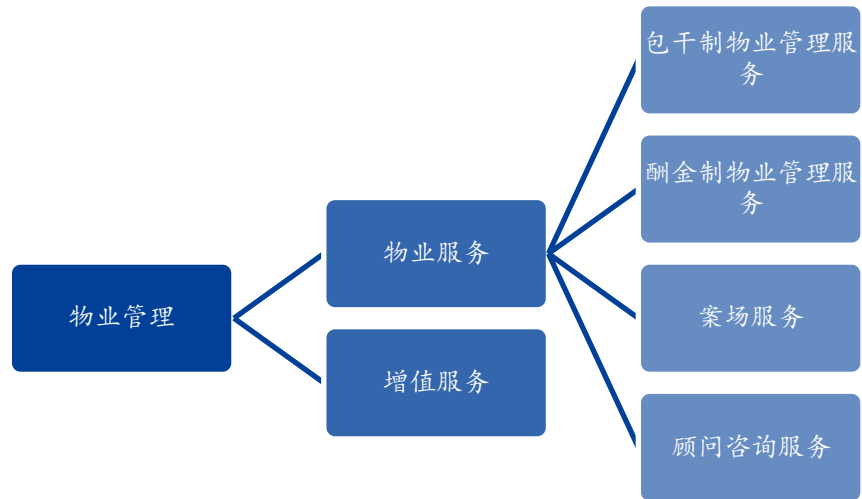 包干制物业管理服
务
酬金制物业管理服
务
物业服务
物业管理
案场服务
增值服务
顾问咨询服务